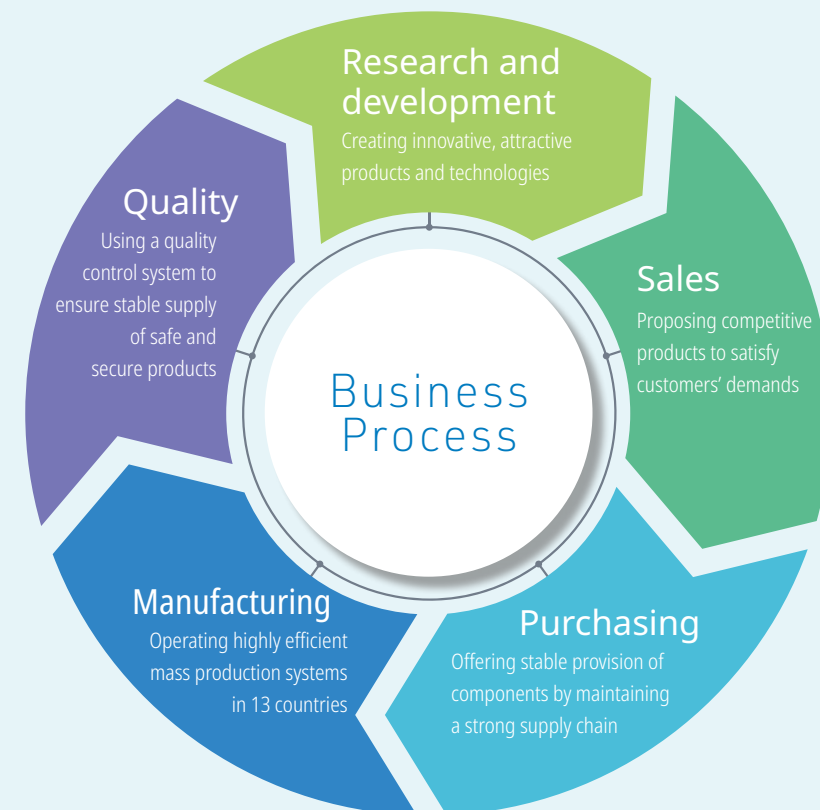 Research and
development
Creating innovative, attractive
products and technologies
Sales
Proposing competitive
products to satisfy
customers’ demands
Purchasing
Offering stable provision of
components by maintaining
a strong supply chain
Manufacturing
Operating highly efficient
mass production systems
in 13 countries
Quality
Using a quality
control system to
ensure stable supply
of safe and
secure products
Business
Process